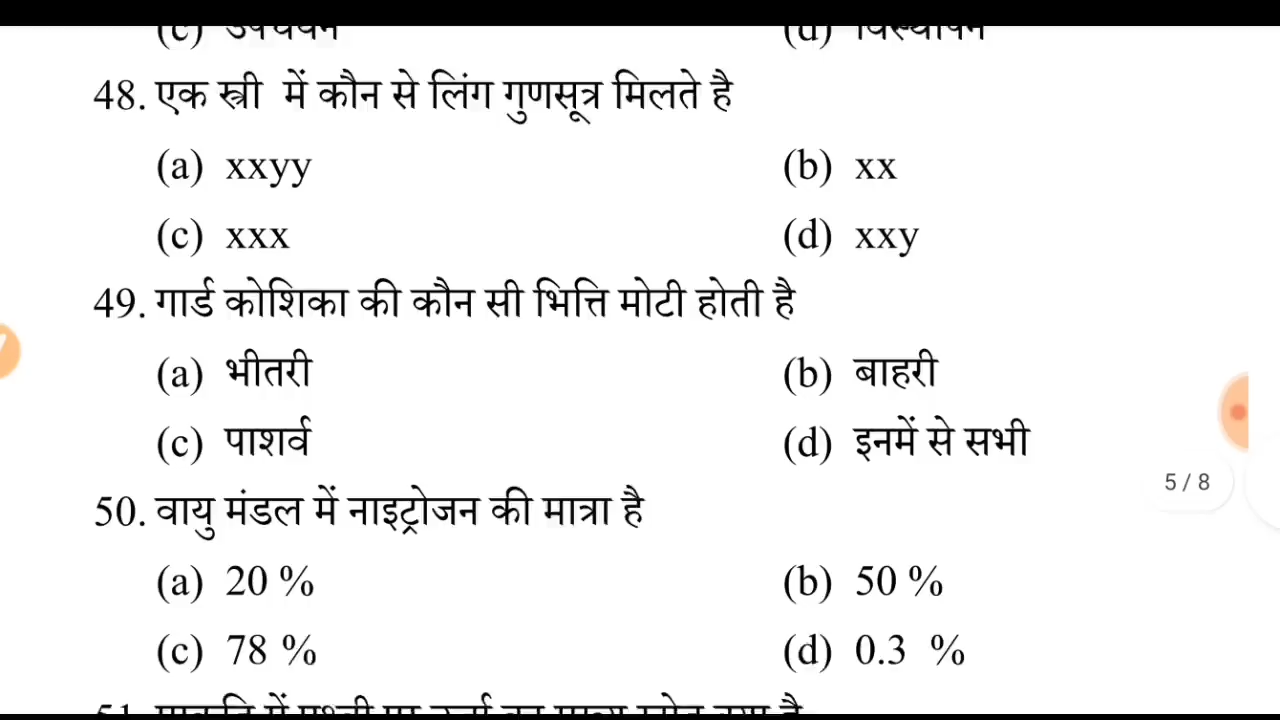 48. एक स्त्री में कौन से लिंग गुणसूत्र मिलते है
(a) xxyy (b) xx
(c) xxx (d) xxy
49. गार्ड कोशिका की कौन सी भित्ति मोटी होती है
(a) भीतरी (b) बाहरी
(c) पाशर्व (d) इनमें से सभी
5 / 8
50. वायु मंडल में नाइट्रोजन की मात्रा है
(a) 20 % (b) 50 %
(c) 78 % (d) 0.3 %